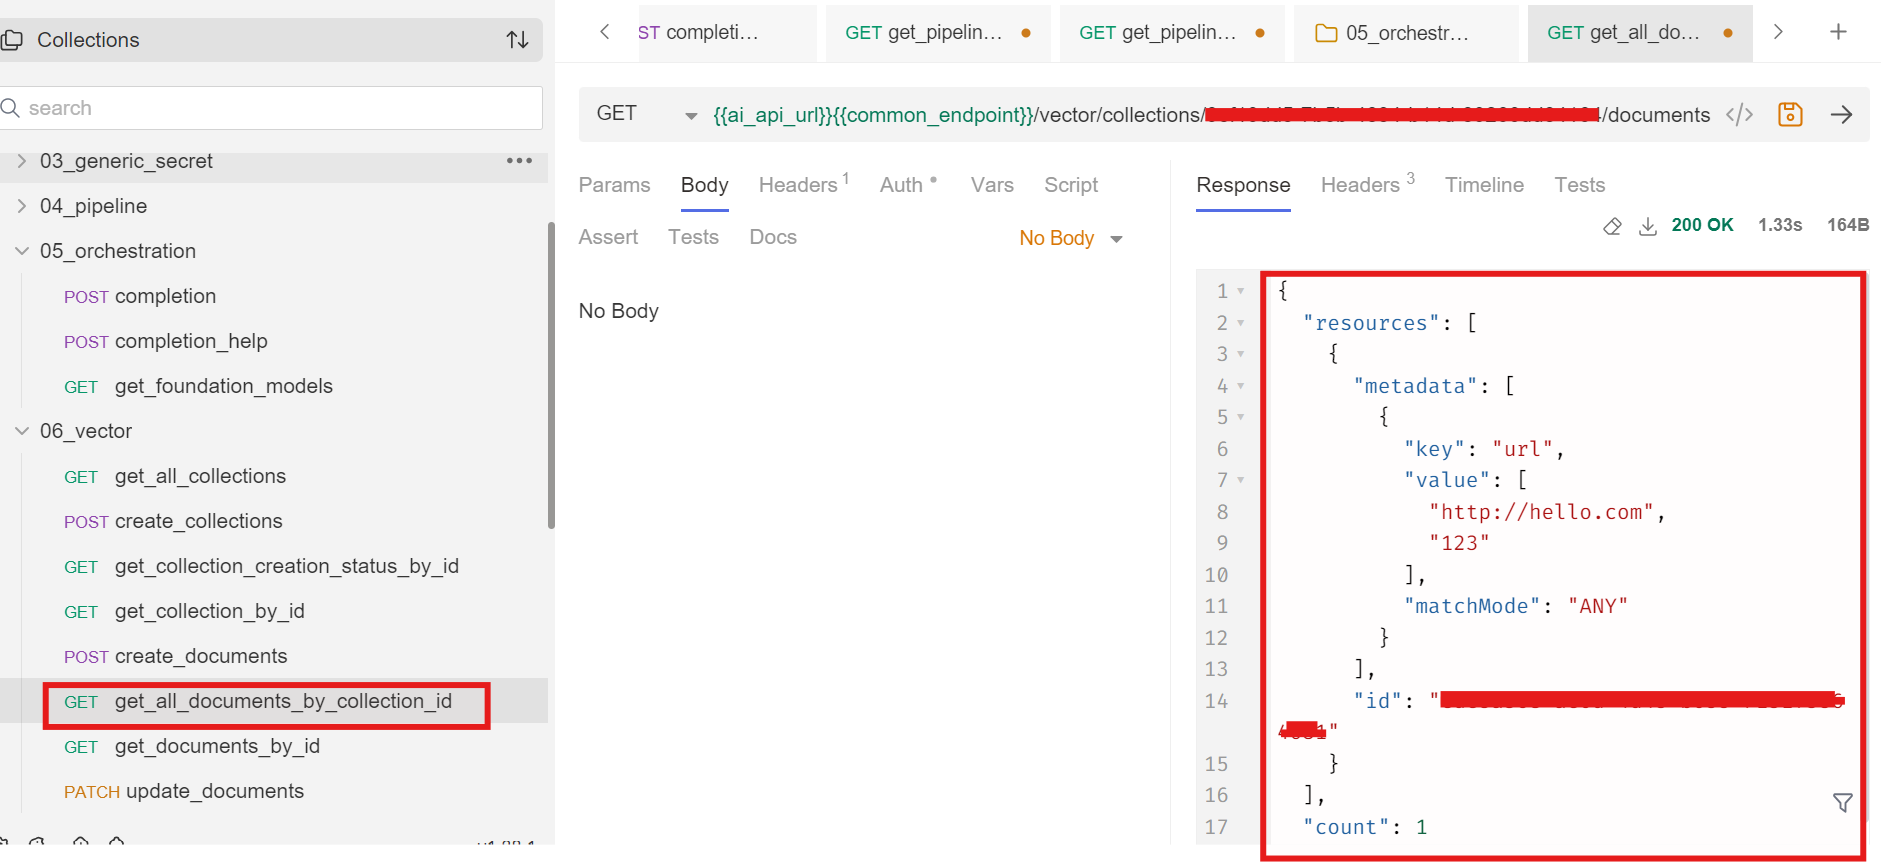 Collections
search
03_generic_secret
04_pipeline
05_orchestration
POST completion
POST completion_help
GET get_foundation_models
06_vector
GET get_all_collections
POST create_collections
GET get_collection_creation_status_by_id
GET get_collection_by_id
POST create_documents
GET get_all_documents_by_collection_id
GET get_documents_by_id
PATCH update_documents
ST completi...
GET get_pipelin...
GET get_pipelin...
05_orchestr...
GET get_all_do...
GET {{ai_api_url}}{{common_endpoint}}/vector/collections/ /documents
Params Body Headers 1 Auth Vars Script
Assert Tests Docs No Body
No Body
Response Headers 3 Timeline Tests
200 OK 1.33s 164B
1 {
2 "resources": [
3 {
4 "metadata": [
5 {
6 "key": "url",
7 "value": [
8 "http://hello.com",
9 "123"
10 ],
11 "matchMode": "ANY"
12 }
13 ],
14 "id": "
"
15 }
16 ],
17 "count": 1